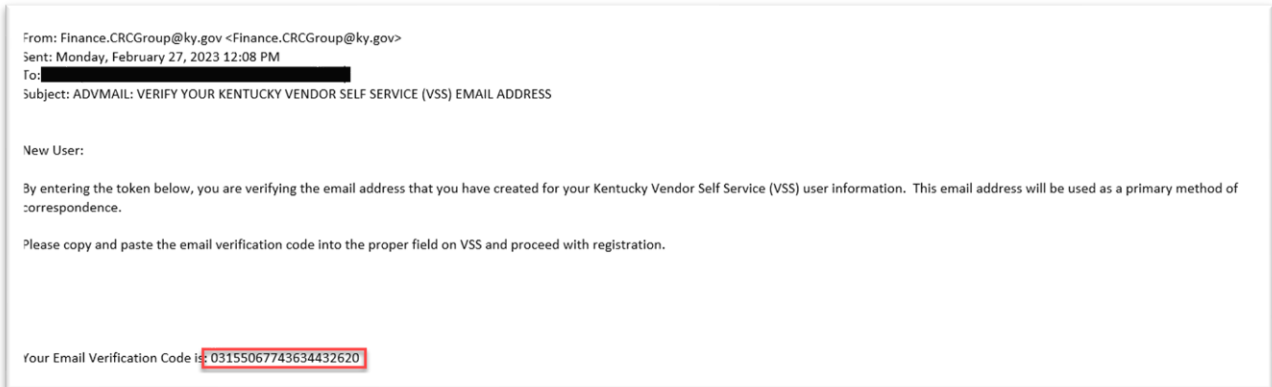 From: Finance.CRCGroup@ky.gov <Finance.CRCGroup@ky.gov>
Sent: Monday, February 27, 2023 12:08 PM
To:
Subject: ADVMAIL: VERIFY YOUR KENTUCKY VENDOR SELF SERVICE (VSS) EMAIL ADDRESS
New User:
By entering the token below, you are verifying the email address that you have created for your Kentucky Vendor Self Service (VSS) user information.  This email address will be used as a primary method of
correspondence.
Please copy and paste the email verification code into the proper field on VSS and proceed with registration.
Your Email Verification Code is: 03155067743634432620